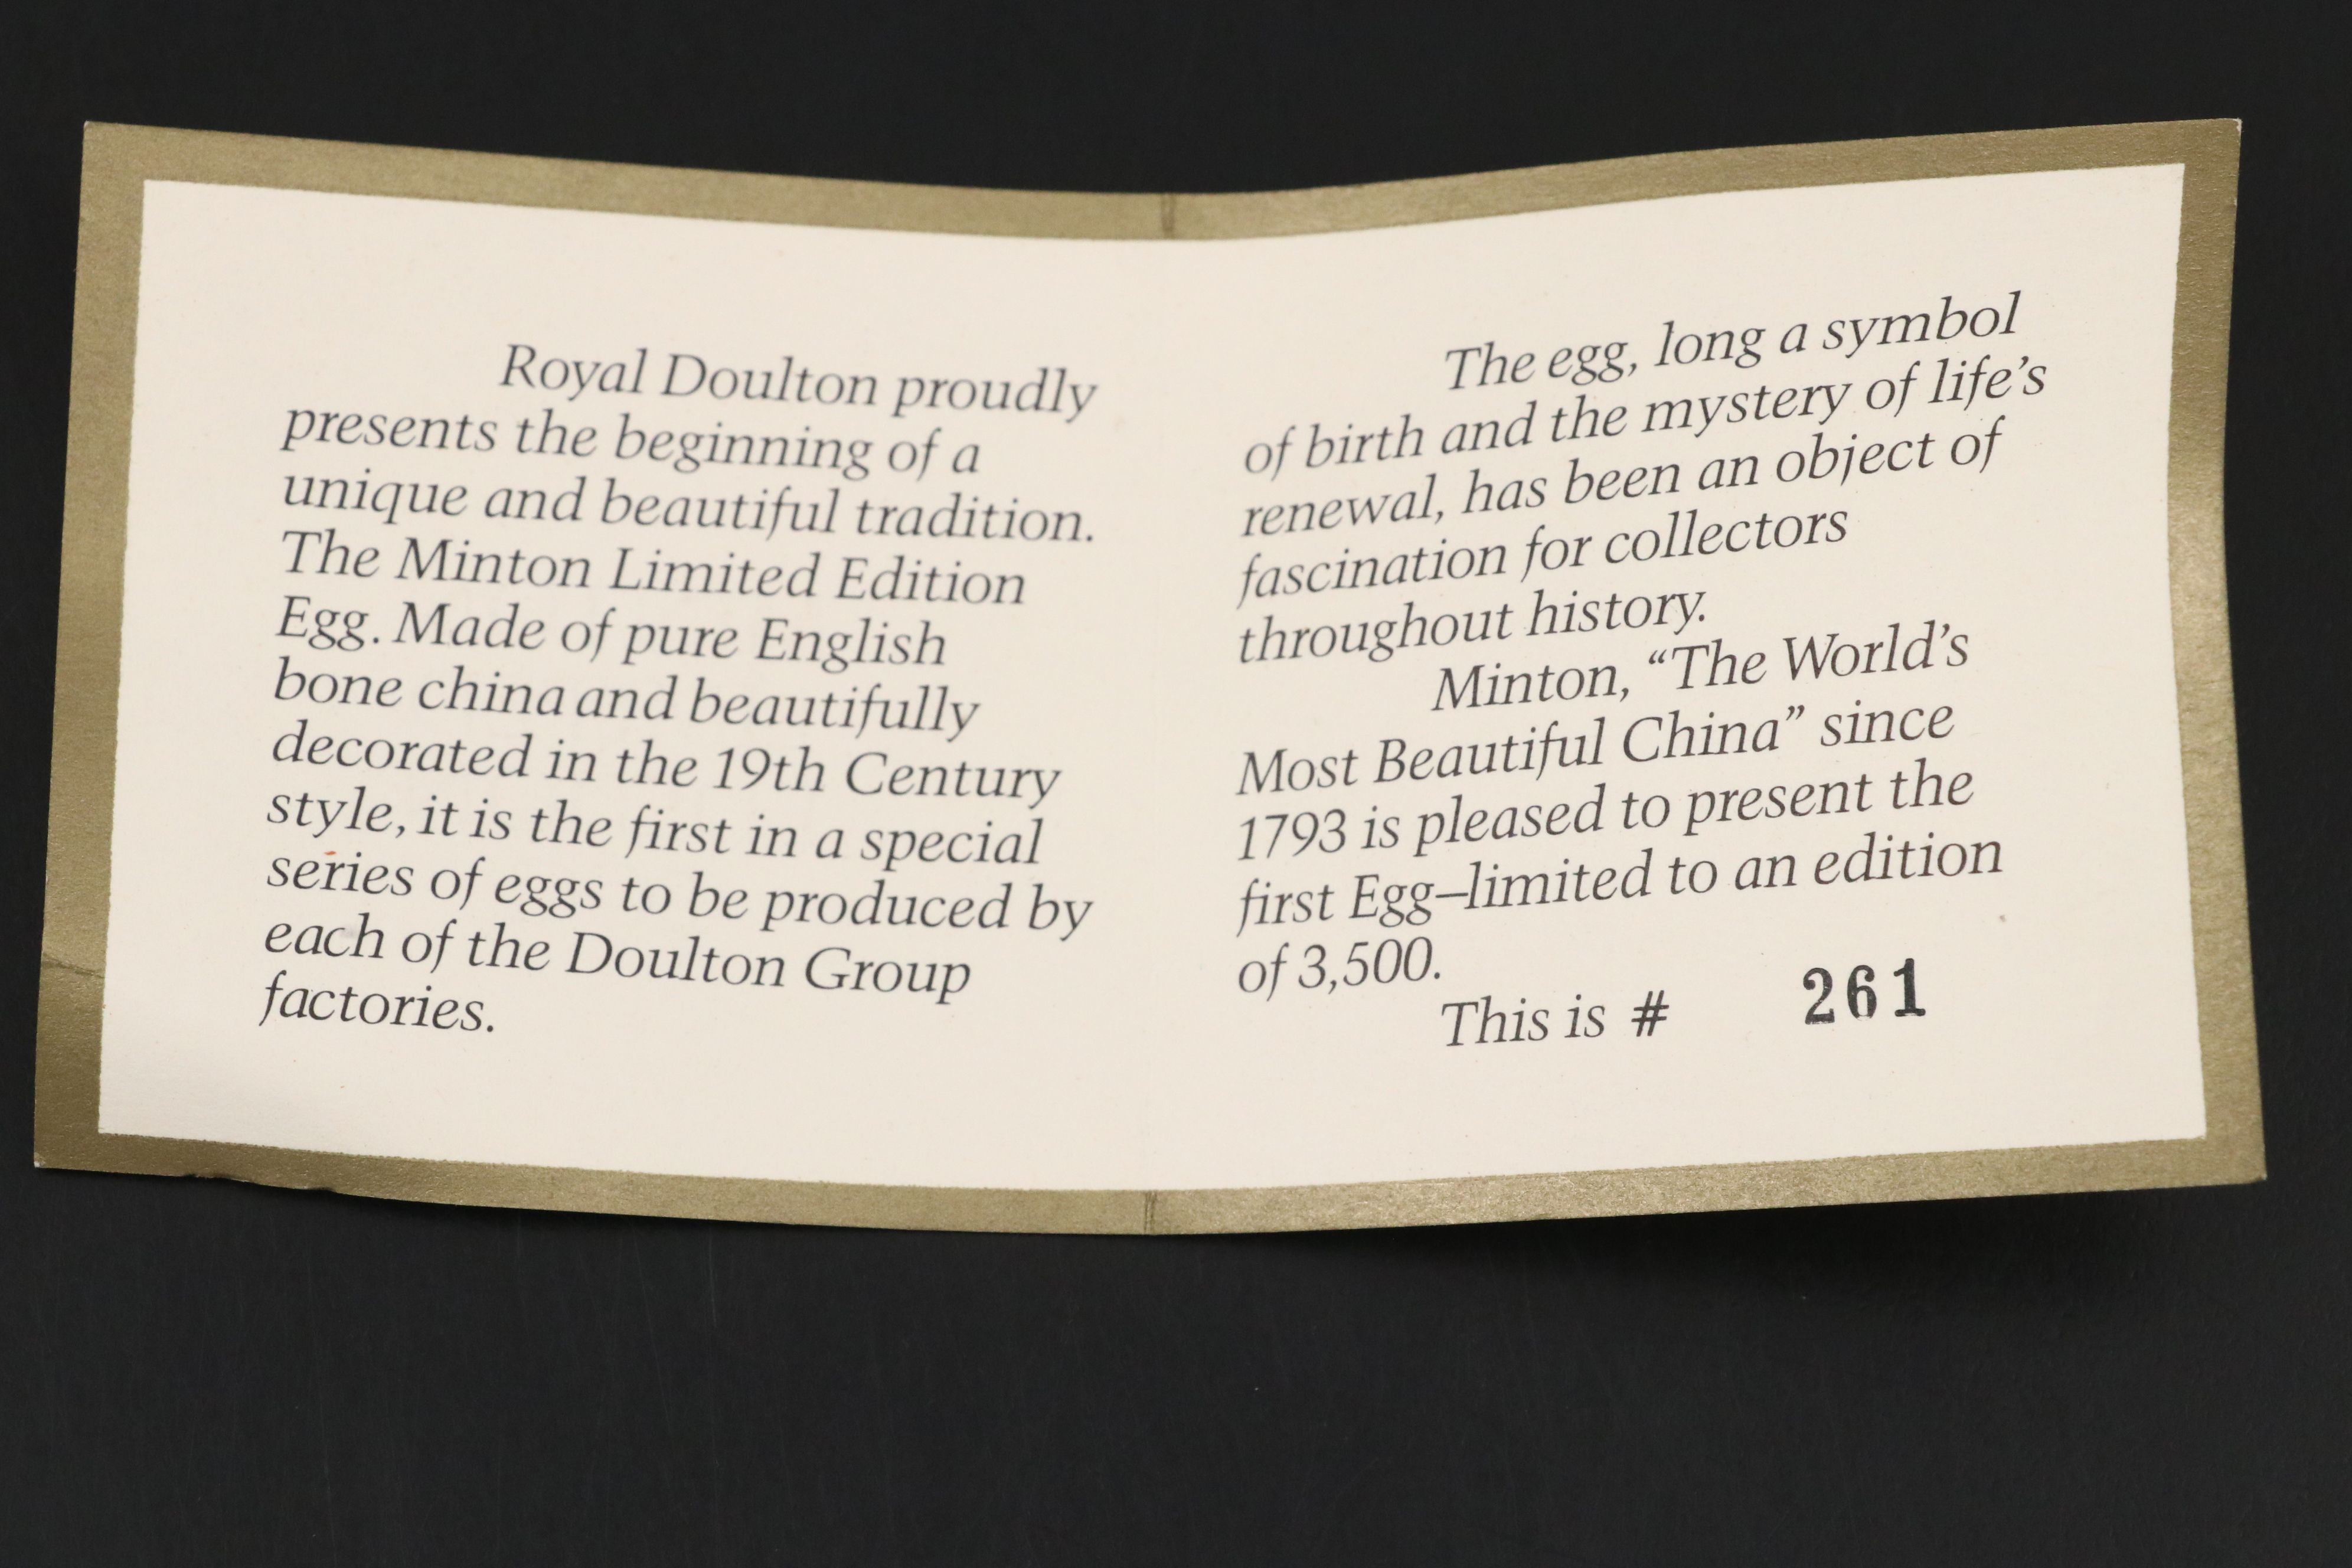 Royal Doulton proudly
presents the beginning of a
unique and beautiful tradition.
The Minton Limited Edition
Egg. Made of pure English
bone china and beautifully
decorated in the 19th Century
style, it is the first in a special
series of eggs to be produced by
each of the Doulton Group
factories.
The egg, long a symbol
of birth and the mystery of life’s
renewal, has been an object of
fascination for collectors
throughout history.
Minton, “The World’s
Most Beautiful China” since
1793 is pleased to present the
first Egg–limited to an edition
of 3,500.
This is # 261